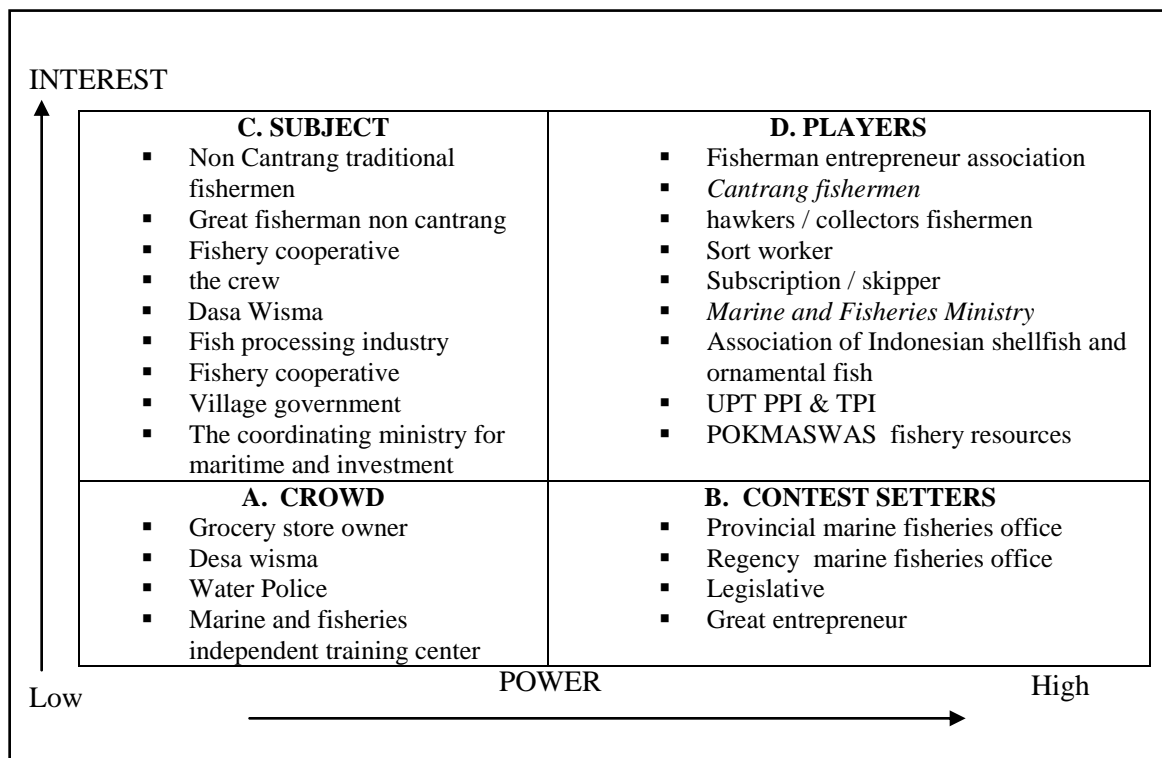 INTEREST
C. SUBJECT
▪ Non Cantrang traditional
fishermen
▪ Great fisherman non cantrang
▪ Fishery cooperative
▪ the crew
▪ Dasa Wisma
▪ Fish processing industry
▪ Fishery cooperative
▪ Village government
▪ The coordinating ministry for
maritime and investment
D. PLAYERS
▪ Fisherman entrepreneur association
▪ Cantrang fishermen
▪ hawkers / collectors fishermen
▪ Sort worker
▪ Subscription / skipper
▪ Marine and Fisheries Ministry
▪ Association of Indonesian shellfish and
ornamental fish
▪ UPT PPI & TPI
▪ POKMASWAS fishery resources
A. CROWD
▪ Grocery store owner
▪ Desa wisma
▪ Water Police
▪ Marine and fisheries
independent training center
B. CONTEST SETTERS
▪ Provincial marine fisheries office
▪ Regency marine fisheries office
▪ Legislative
▪ Great entrepreneur
Low
POWER
High